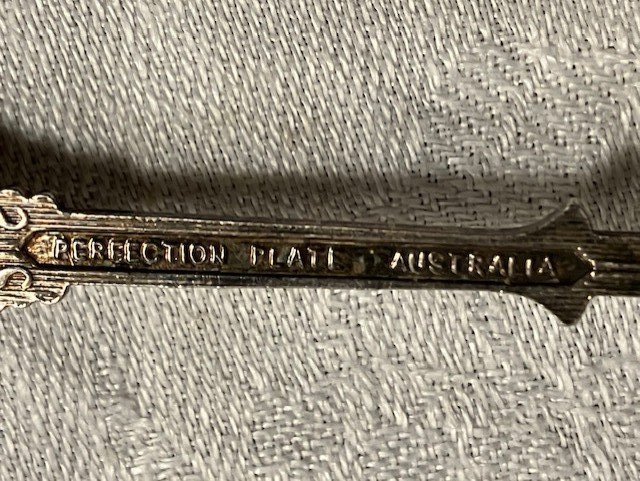 PERFECTION PLATE AUSTRALIA